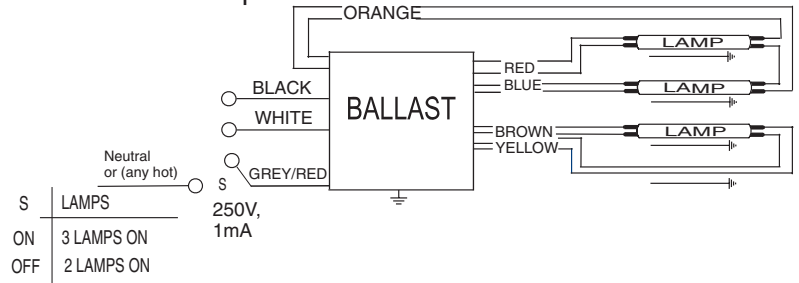 ORANGE
LAMP
RED
BLUE
LAMP
BLACK
BALLAST
WHITE
LAMP
BROWN
YELLOW
Neutral
or (any hot)
S
GREY/RED
250V,
1mA
S LAMPS
ON 3 LAMPS ON
OFF 2 LAMPS ON